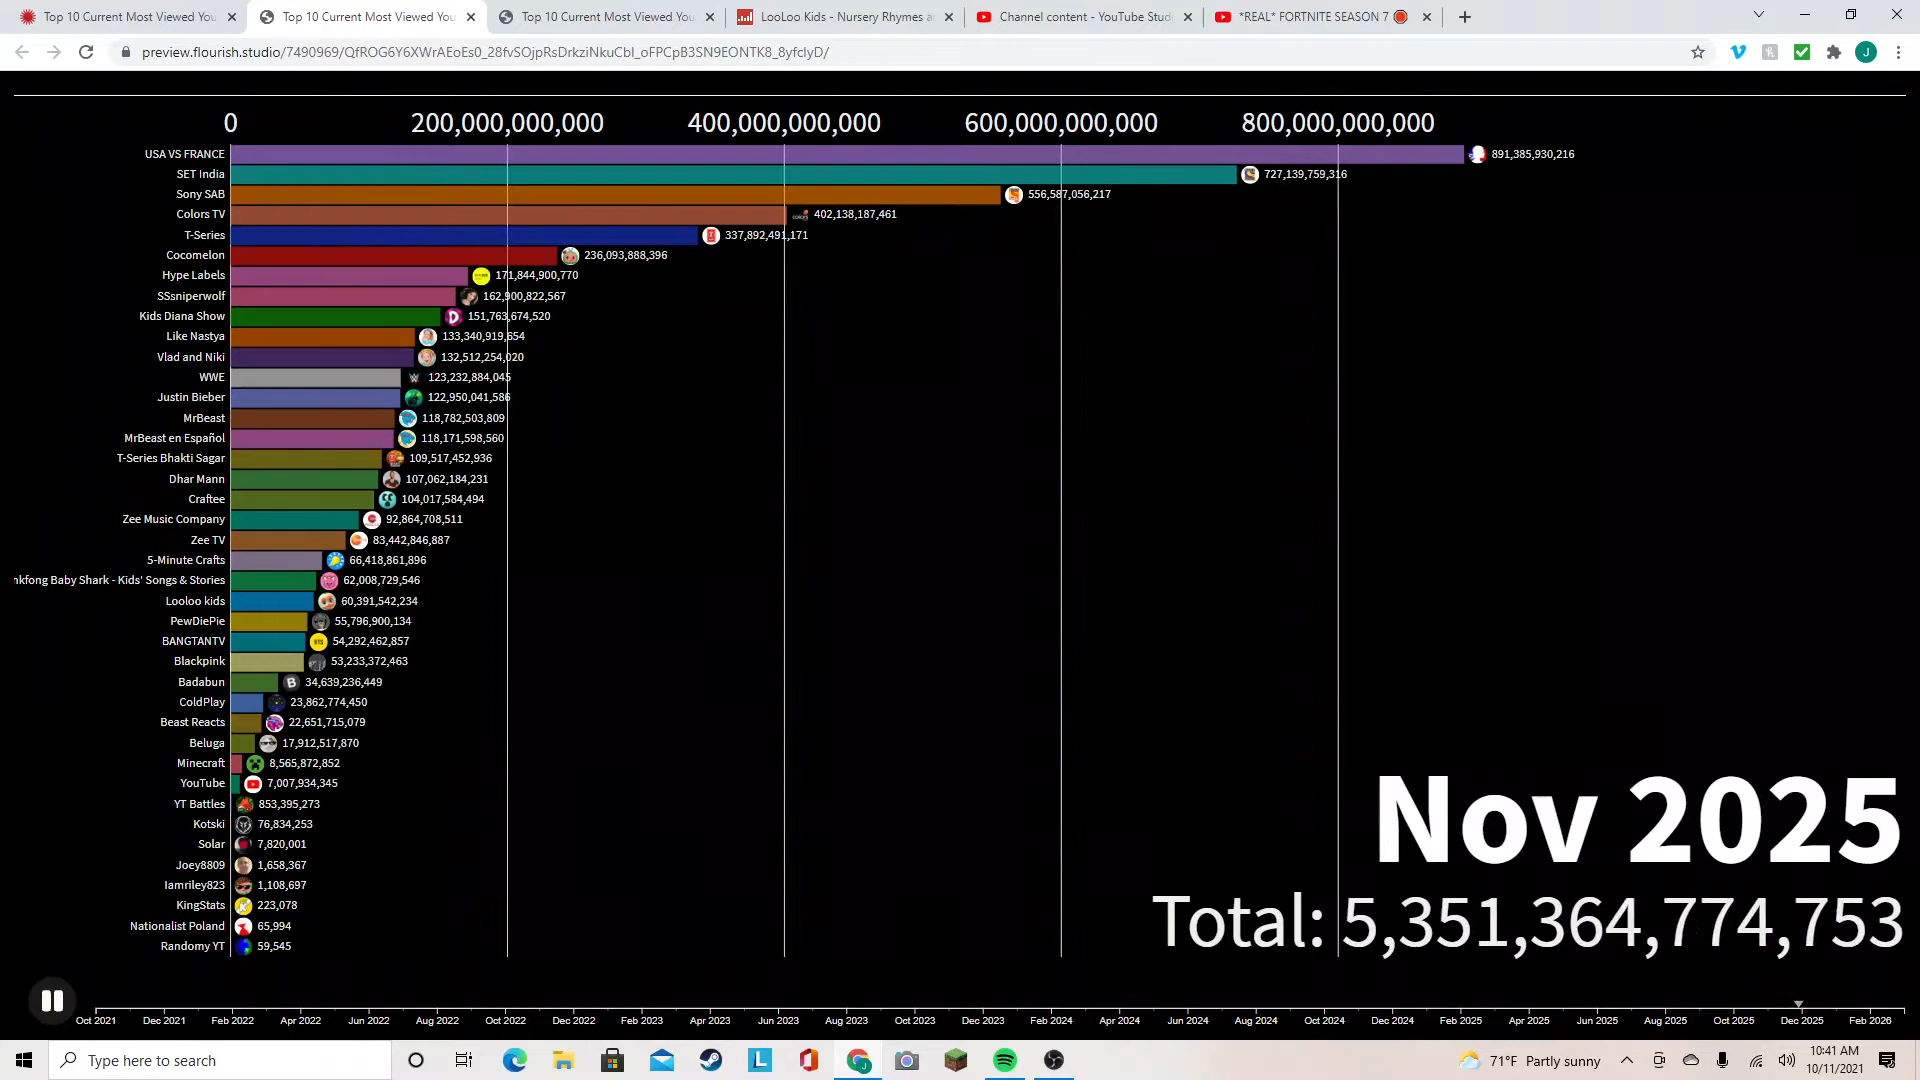 Top 10 Current Most Viewed You
Top 10 Current Most Viewed You
Top 10 Current Most Viewed You
LooLoo Kids - Nursery Rhymes a
Channel content - YouTube Stud
*REAL* FORTNITE SEASON 7
preview.flourish.studio/7490969/QfROG6Y6XWrAEoEs0_28fvSOjpRsDrkziNkuCbI_oFPCpB3SN9EONTK8_8yfclyD/
J
0 200,000,000,000 400,000,000,000 600,000,000,000 800,000,000,000
USA VS FRANCE 891,385,930,216
SET India 727,139,759,316
Sony SAB 556,587,056,217
Colors TV 402,138,187,461
T-Series 337,892,491,171
Cocomelon 236,093,888,396
Hype Labels 171,844,900,770
SSsniperwolf 162,900,822,567
Kids Diana Show 151,763,674,520
Like Nastya 133,340,919,654
Vlad and Niki 132,512,254,020
WWE 123,232,884,045
Justin Bieber 122,950,041,586
MrBeast 118,782,503,809
MrBeast en Español 118,171,598,560
T-Series Bhakti Sagar 109,517,452,936
Dhar Mann 107,062,184,231
Craftee 104,017,584,494
Zee Music Company 92,864,708,511
Zee TV 83,442,846,887
5-Minute Crafts 66,418,861,896
nkfong Baby Shark - Kids' Songs & Stories 62,008,729,546
Looloo kids 60,391,542,234
PewDiePie 55,796,900,134
BANGTANTV 54,292,462,857
Blackpink 53,233,372,463
Badabun B 34,639,236,449
ColdPlay 23,862,774,450
Beast Reacts 22,651,715,079
Beluga 17,912,517,870
Minecraft 8,565,872,852
YouTube 7,007,934,345
YT Battles 853,395,273
Kotski 76,834,253
Solar 7,820,001
Joey8809 1,658,367
Iamriley823 1,108,697
KingStats 223,078
Nationalist Poland 65,994
Randomy YT 59,545
Nov 2025
Total: 5,351,364,774,753
Oct 2021 Dec 2021 Feb 2022 Apr 2022 Jun 2022 Aug 2022 Oct 2022 Dec 2022 Feb 2023 Apr 2023 Jun 2023 Aug 2023 Oct 2023 Dec 2023 Feb 2024 Apr 2024 Jun 2024 Aug 2024 Oct 2024 Dec 2024 Feb 2025 Apr 2025 Jun 2025 Aug 2025 Oct 2025 Dec 2025 Feb 2026
Type here to search
71°F Partly sunny
10:41 AM
10/11/2021